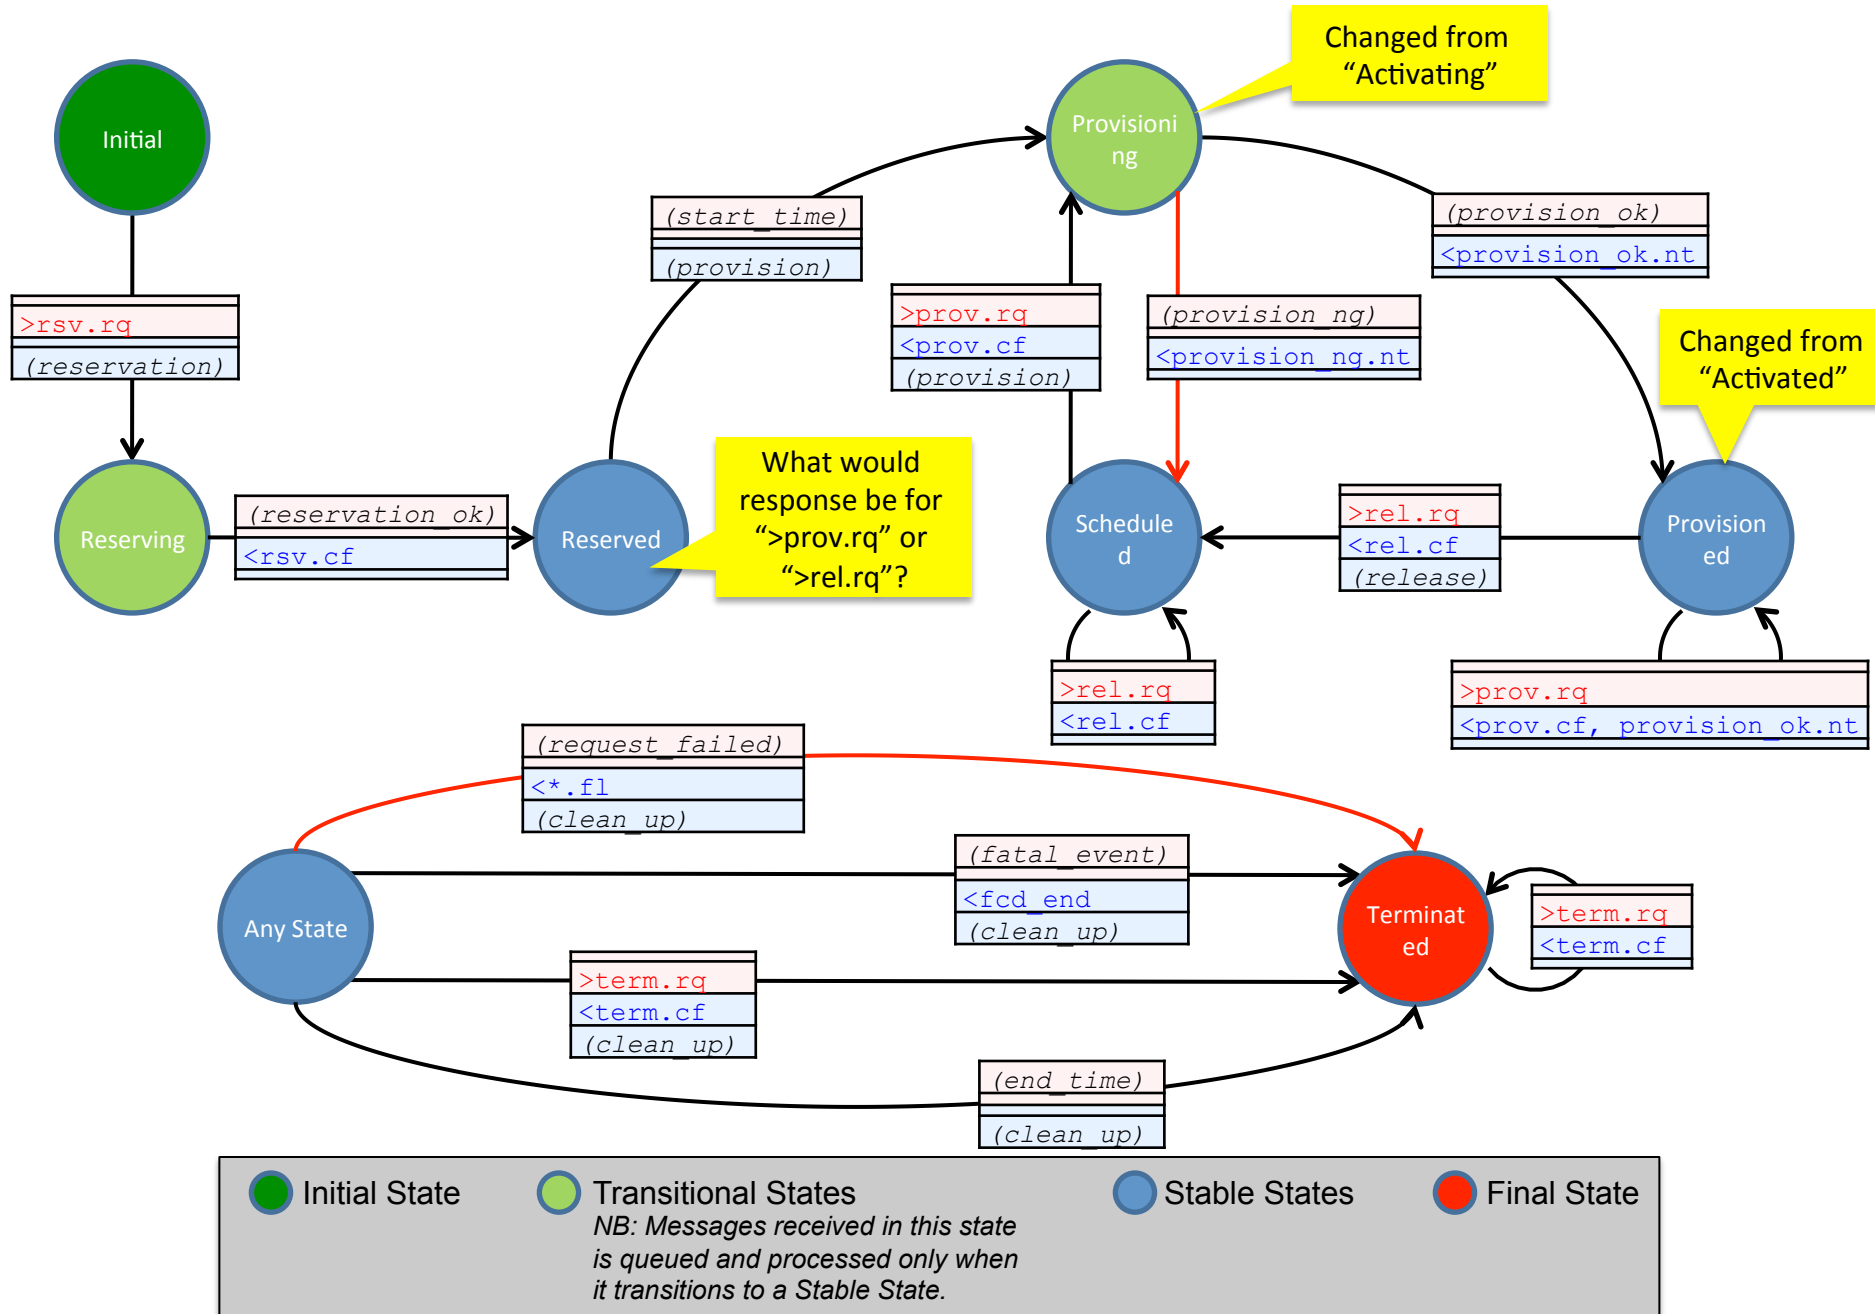 Changed from
“Activating”
Initial
Provisioni
ng
(start_time)
(provision)
(provision_ok)
<provision_ok.nt
>rsv.rq
(reservation)
>prov.rq
<prov.cf
(provision)
(provision_ng)
<provision_ng.nt
Changed from
“Activated”
Reserving
(reservation_ok)
<rsv.cf
Reserved
What would
response be for
“>prov.rq” or
“>rel.rq”?
Schedule
d
>rel.rq
<rel.cf
(release)
Provision
ed
>rel.rq
<rel.cf
>prov.rq
<prov.cf, provision_ok.nt
(request_failed)
<*.fl
(clean_up)
(fatal_event)
<fcd_end
(clean_up)
Any State
Terminat
ed
>term.rq
<term.cf
>term.rq
<term.cf
(clean_up)
(end_time)
(clean_up)
Initial State
Transitional States
NB: Messages received in this state
is queued and processed only when
it transitions to a Stable State.
Stable States
Final State